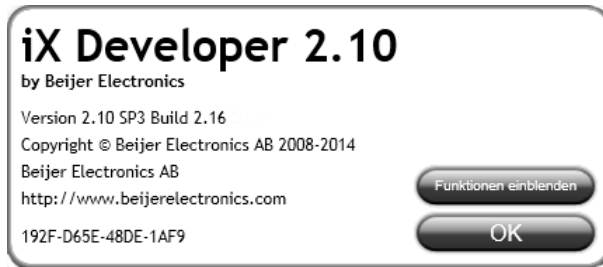 iX Developer 2.10
by Beijer Electronics
Version 2.10 SP3 Build 2.16
Copyright © Beijer Electronics AB 2008-2014
Beijer Electronics AB
http://www.beijerelectronics.com
192F-D65E-48DE-1AF9
Funktionen einblenden
OK